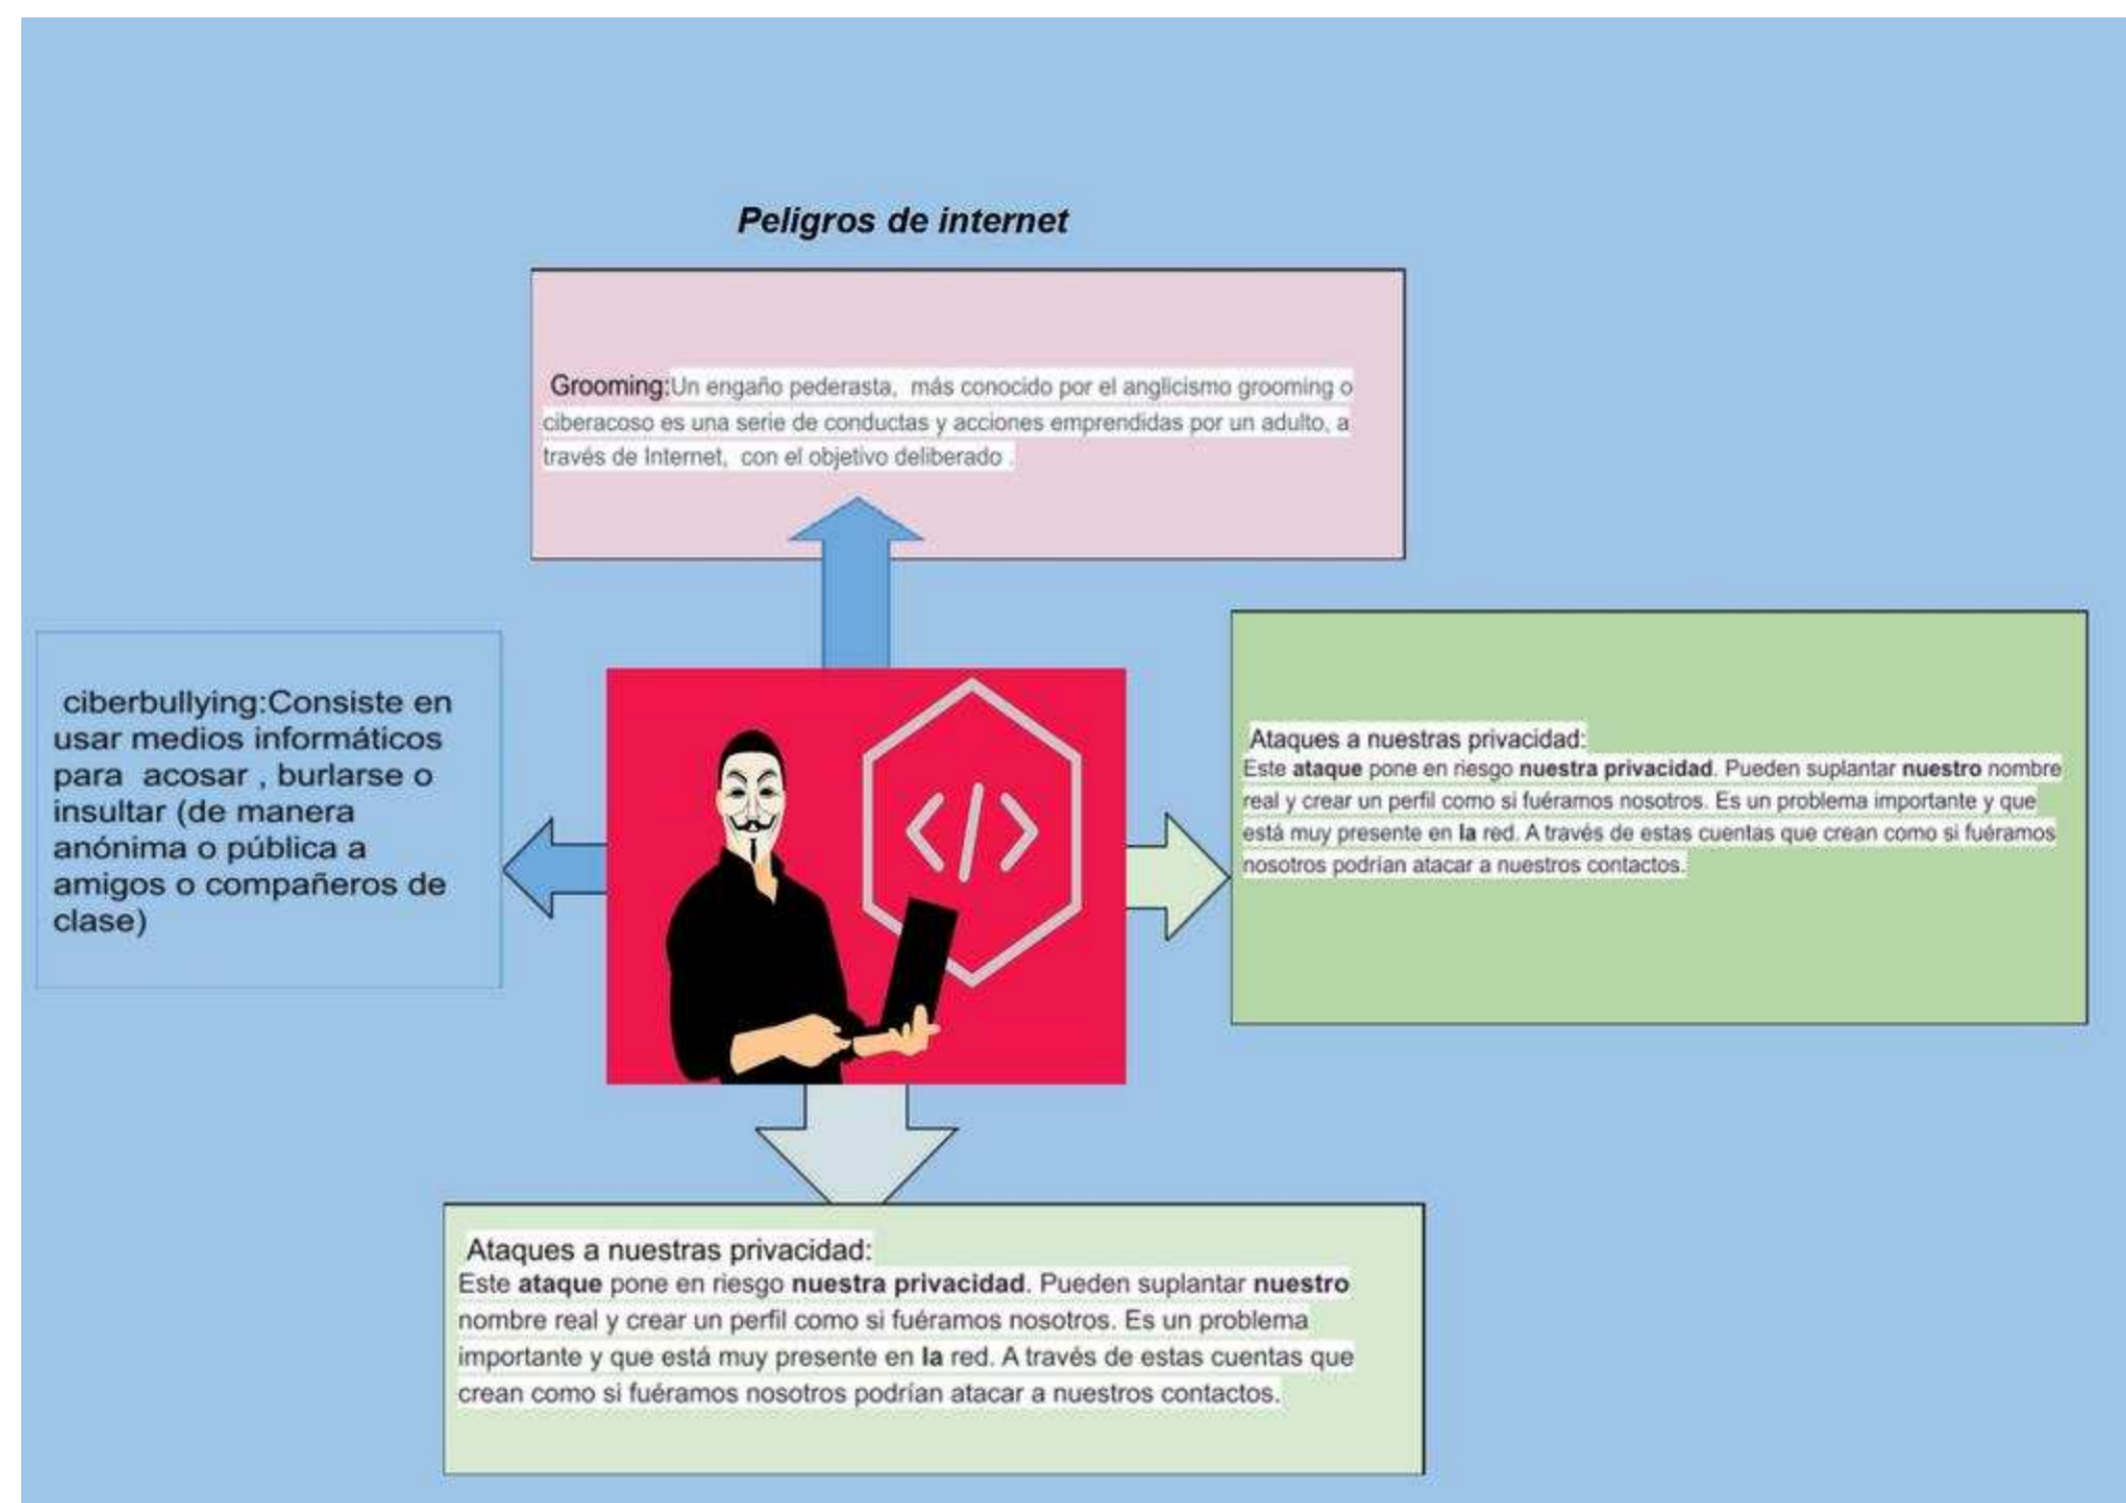 Peligros de internet
Grooming:Un engaño pederasta, más conocido por el anglicismo grooming o
ciberacoso es una serie de conductas y acciones emprendidas por un adulto, a
través de Internet, con el objetivo deliberado .
ciberbullying:Consiste en
usar medios informáticos
para acosar , burlarse o
insultar (de manera
anónima o pública a
amigos o compañeros de
clase)
</>
Ataques a nuestras privacidad:
Este ataque pone en riesgo nuestra privacidad. Pueden suplantar nuestro nombre
real y crear un perfil como si fuéramos nosotros. Es un problema importante y que
está muy presente en la red. A través de estas cuentas que crean como si fuéramos
nosotros podrían atacar a nuestros contactos.
Ataques a nuestras privacidad:
Este ataque pone en riesgo nuestra privacidad. Pueden suplantar nuestro
nombre real y crear un perfil como si fuéramos nosotros. Es un problema
importante y que está muy presente en la red. A través de estas cuentas que
crean como si fuéramos nosotros podrían atacar a nuestros contactos.